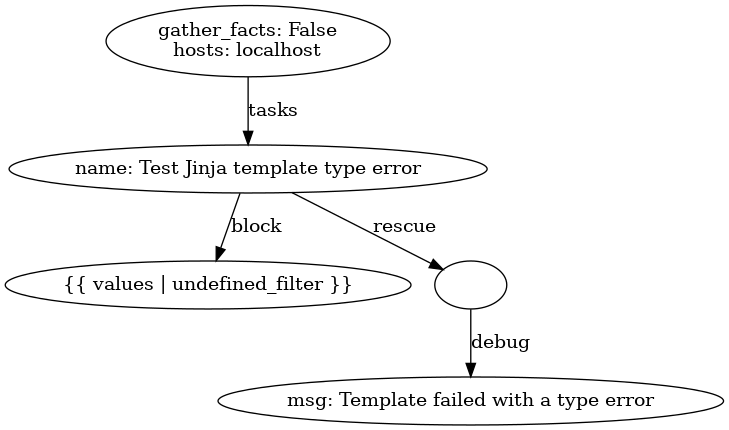 gather_facts: False
hosts: localhost
tasks
name: Test Jinja template type error
block
rescue
{{ values | undefined_filter }}
debug
msg: Template failed with a type error